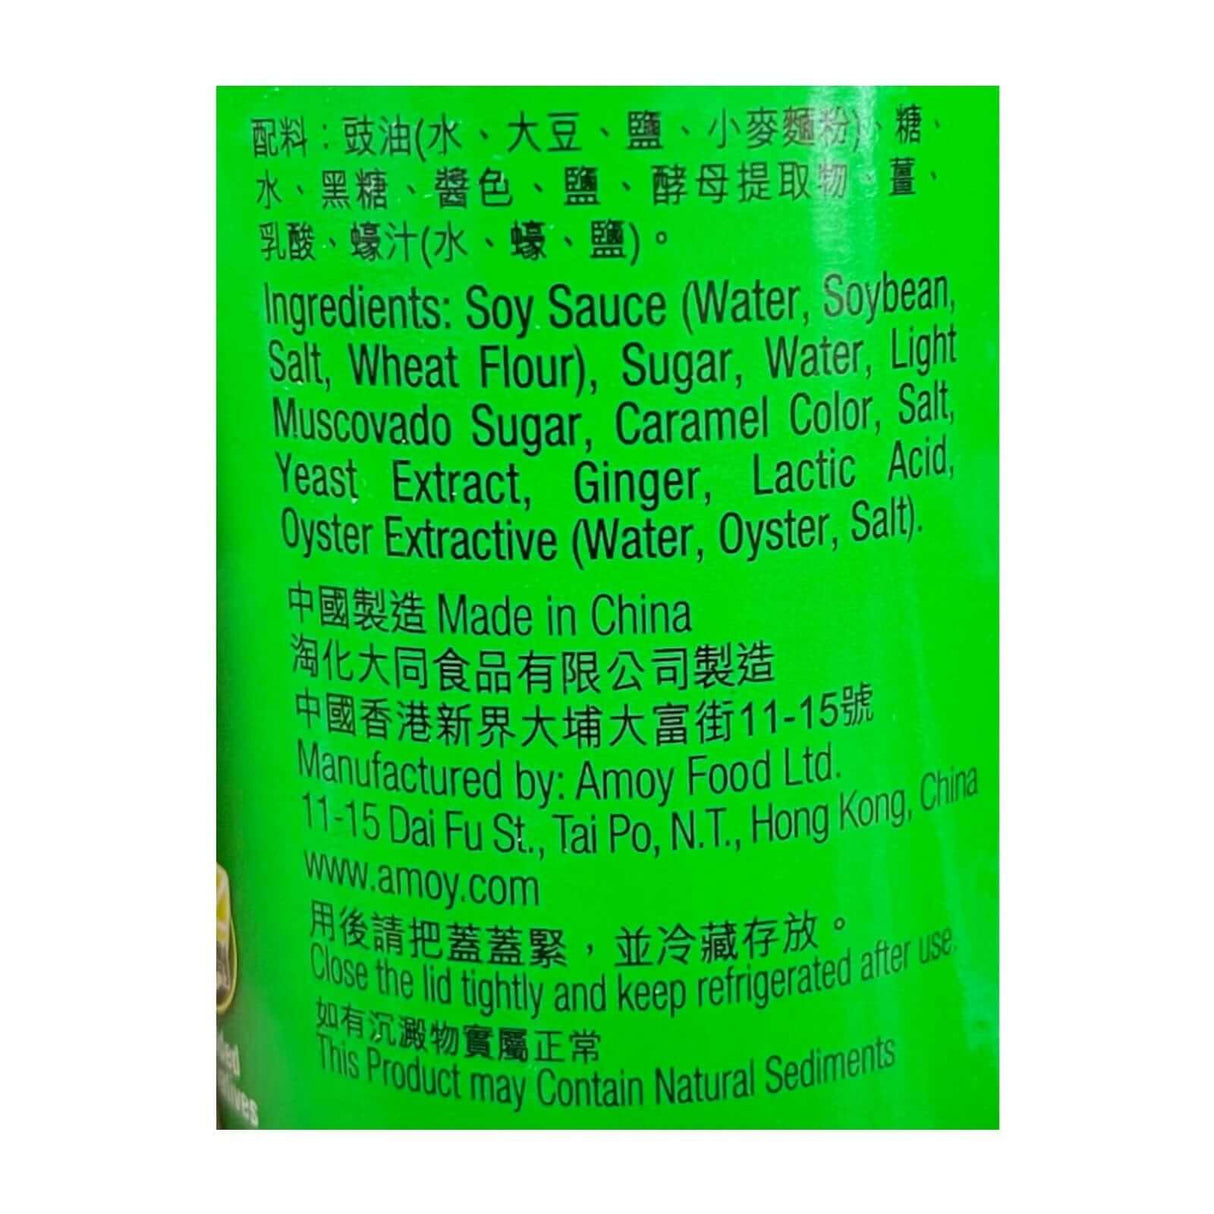 配料：豉油(水、大豆、鹽、小麥麵粉)、糖、
水、黑糖、醬色、鹽、酵母提取物、薑、
乳酸、蠔汁(水、蠔、鹽)。
Ingredients: Soy Sauce (Water, Soybean,
Salt, Wheat Flour), Sugar, Water, Light
Muscovado Sugar, Caramel Color, Salt,
Yeast Extract, Ginger, Lactic Acid,
Oyster Extractive (Water, Oyster, Salt).
中國製造 Made in China
淘化大同食品有限公司製造
中國香港新界大埔大富街11-15號
Manufactured by: Amoy Food Ltd.
11-15 Dai Fu St., Tai Po, N.T., Hong Kong, China
www.amoy.com
用後請把蓋蓋緊，並冷藏存放。
Close the lid tightly and keep refrigerated after use.
如有沉澱物實屬正常
This Product may Contain Natural Sediments